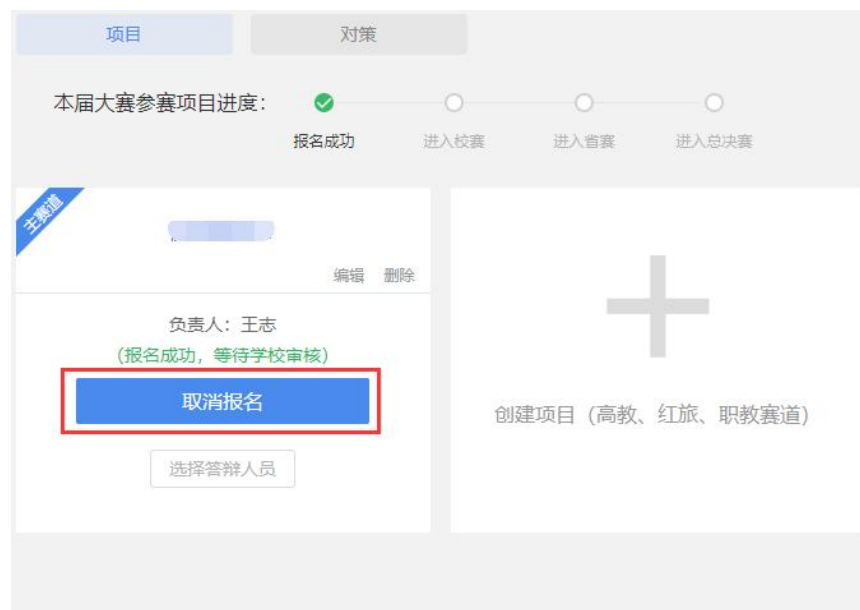 项目
对策
本届大赛参赛项目进度：
报名成功
进入校赛
进入省赛
进入总决赛
主赛道
编辑
删除
负责人：王志
（报名成功，等待学校审核）
取消报名
选择答辩人员
创建项目（高教、红旅、职教赛道）